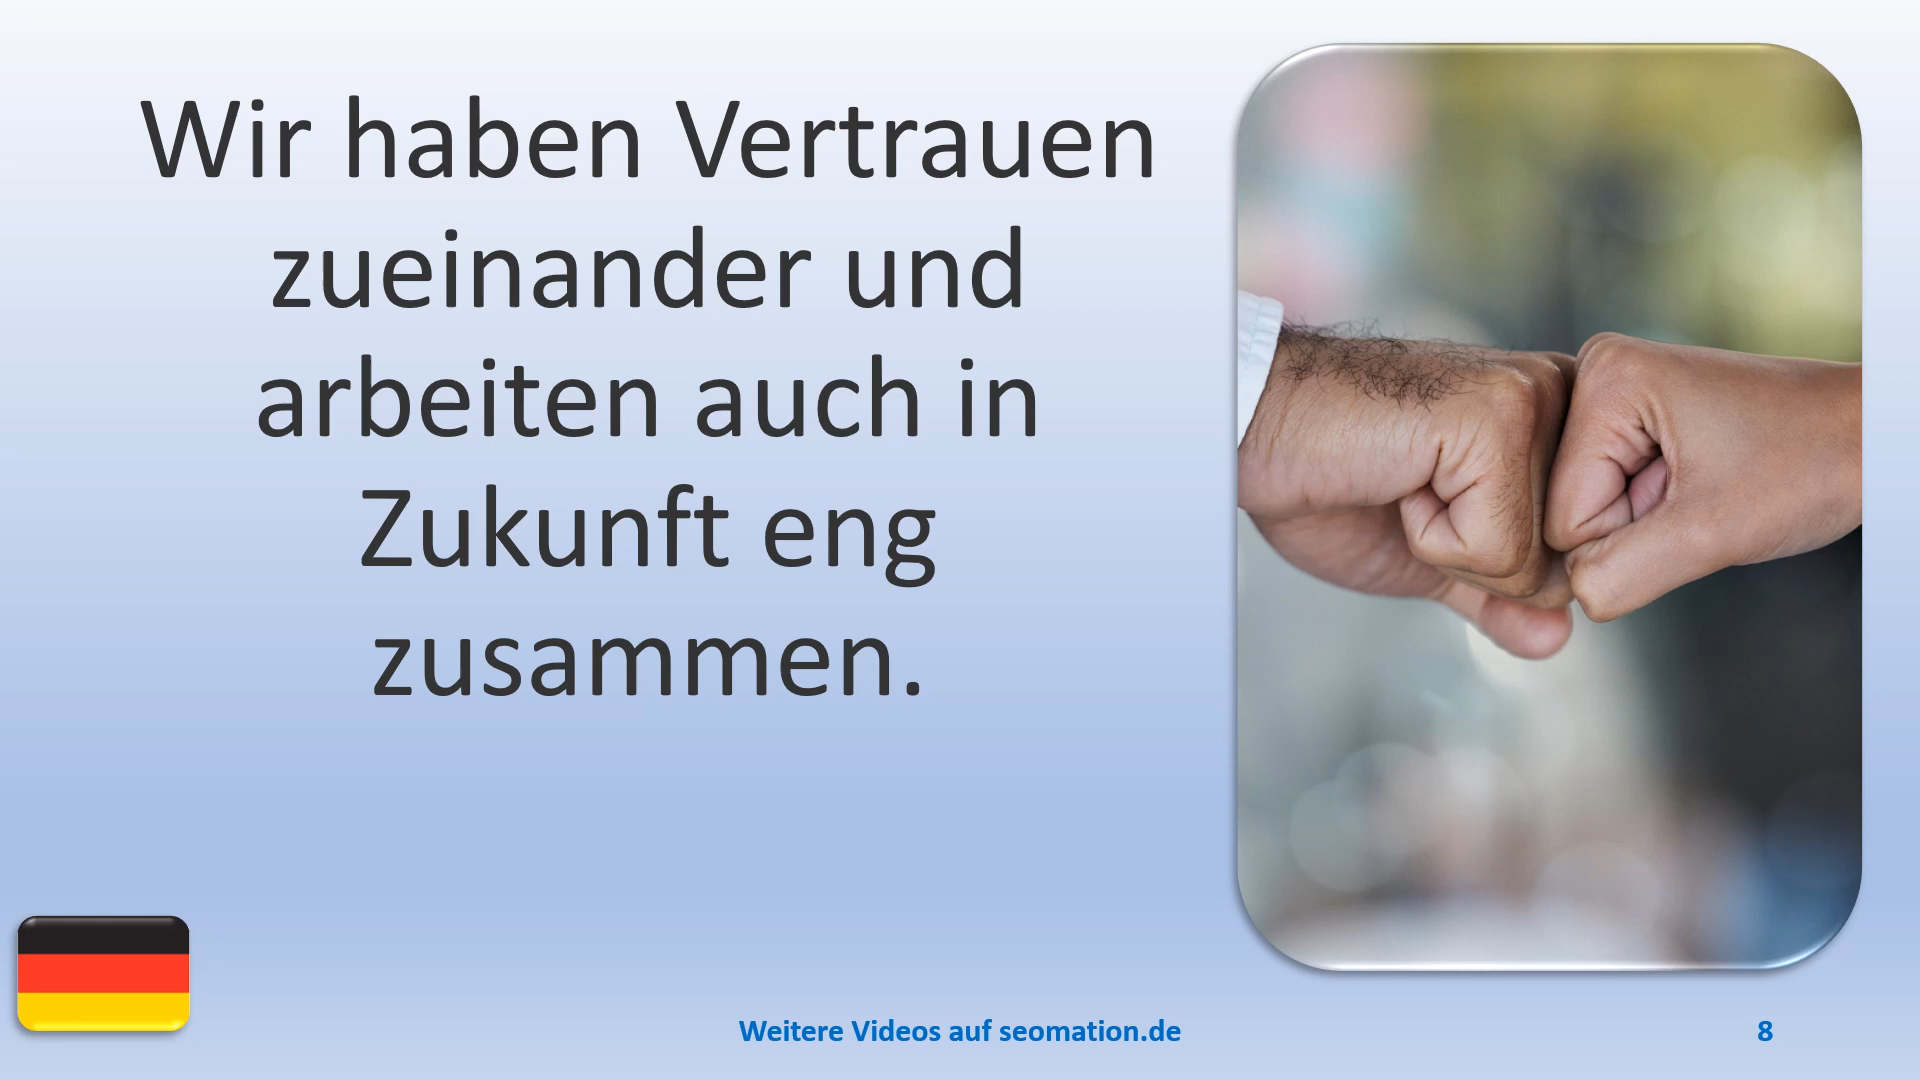 Wir haben Vertrauen
zueinander und
arbeiten auch in
Zukunft eng
zusammen.
Weitere Videos auf seomation.de
8